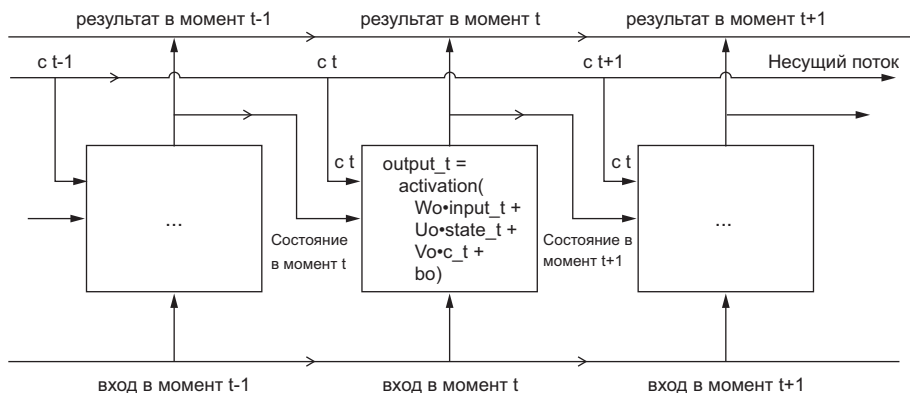 результат в момент t-1
результат в момент t
результат в момент t+1
c t-1
c t
c t+1
Несущий поток
c t
c t
...
output_t =
activation(
Wo•input_t +
Uo•state_t +
Vo•c_t +
bo)
...
Состояние
в момент t
Состояние в
момент t+1
вход в момент t-1
вход в момент t
вход в момент t+1